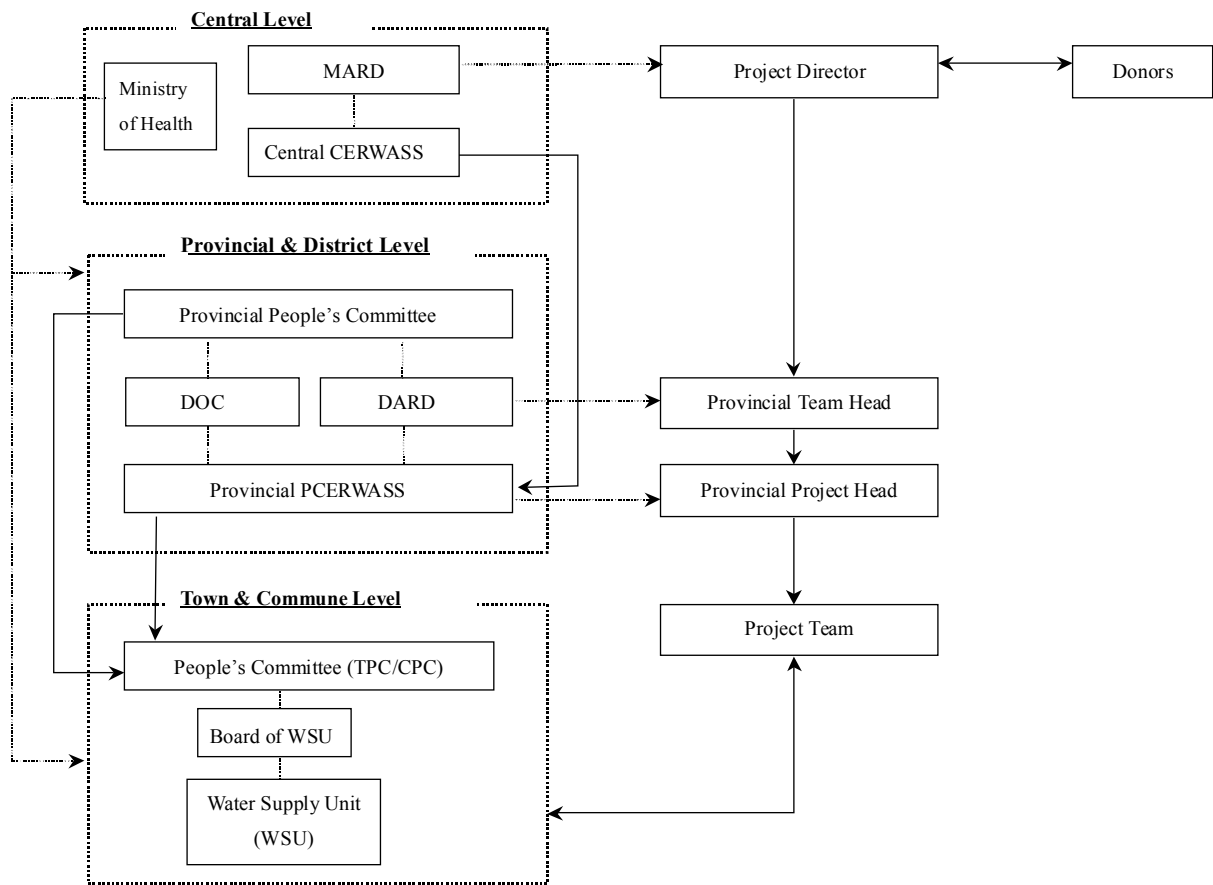 Central Level
MARD
Project Director
Donors
Ministry
of Health
Central CERWASS
Provincial & District Level
Provincial People’s Committee
DOC
DARD
Provincial Team Head
Provincial PCERWASS
Provincial Project Head
Town & Commune Level
Project Team
People’s Committee (TPC/CPC)
Board of WSU
Water Supply Unit
(WSU)